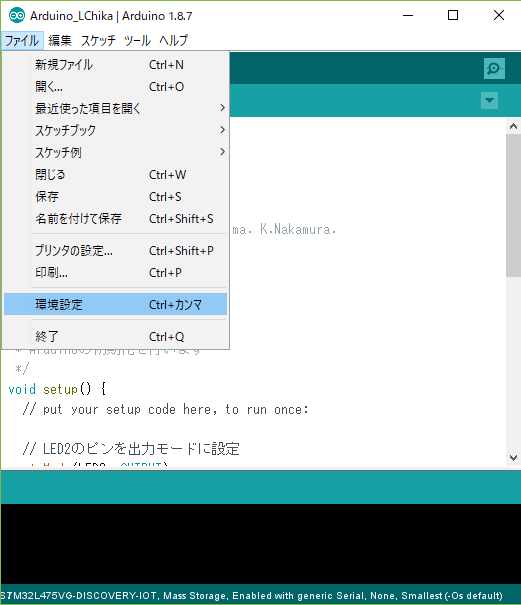 Arduino_LChika | Arduino 1.8.7
ファイル 編集 スケッチ ツール ヘルプ
新規ファイル Ctrl+N
開く... Ctrl+O
最近使った項目を開く
スケッチブック
スケッチ例
閉じる Ctrl+W
保存 Ctrl+S
名前を付けて保存 Ctrl+Shift+S
ma. K.Nakamura.
プリンタの設定... Ctrl+Shift+P
印刷... Ctrl+P
環境設定 Ctrl+カンマ
終了 Ctrl+Q
* Arduinoの初期化を行います
*/
void setup() {
// put your setup code here, to run once:
// LED2のピンを出力モードに設定
(LED2, OUTPUT)
STM32L475VG-DISCOVERY-IOT, Mass Storage, Enabled with generic Serial, None, Smallest (-Os default)